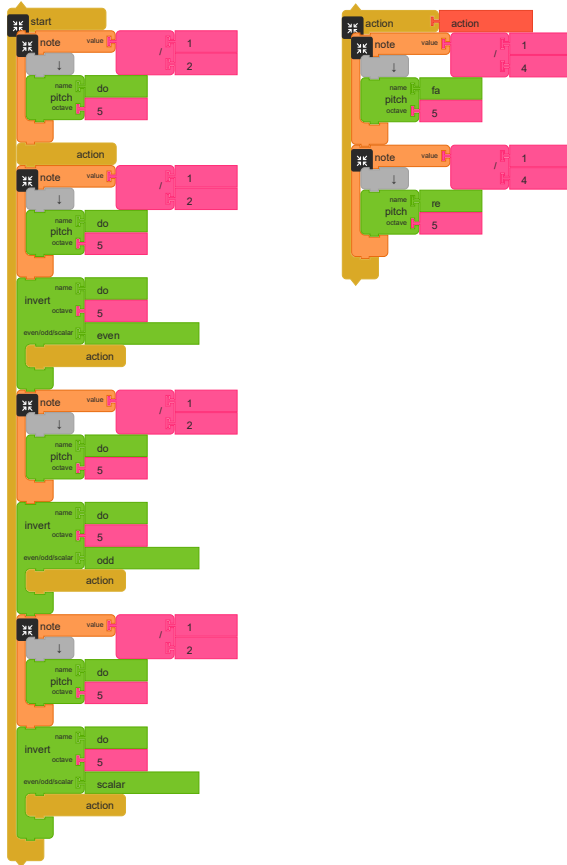 start
note value / 1
2
↓
name do
pitch
octave 5
action
note value / 1
2
↓
name do
pitch
octave 5
name do
invert
octave 5
even/odd/scalar even
action
note value / 1
2
↓
name do
pitch
octave 5
name do
invert
octave 5
even/odd/scalar odd
action
note value / 1
2
↓
name do
pitch
octave 5
name do
invert
octave 5
even/odd/scalar scalar
action
action action
note value / 1
4
↓
name fa
pitch
octave 5
note value / 1
4
↓
name re
pitch
octave 5